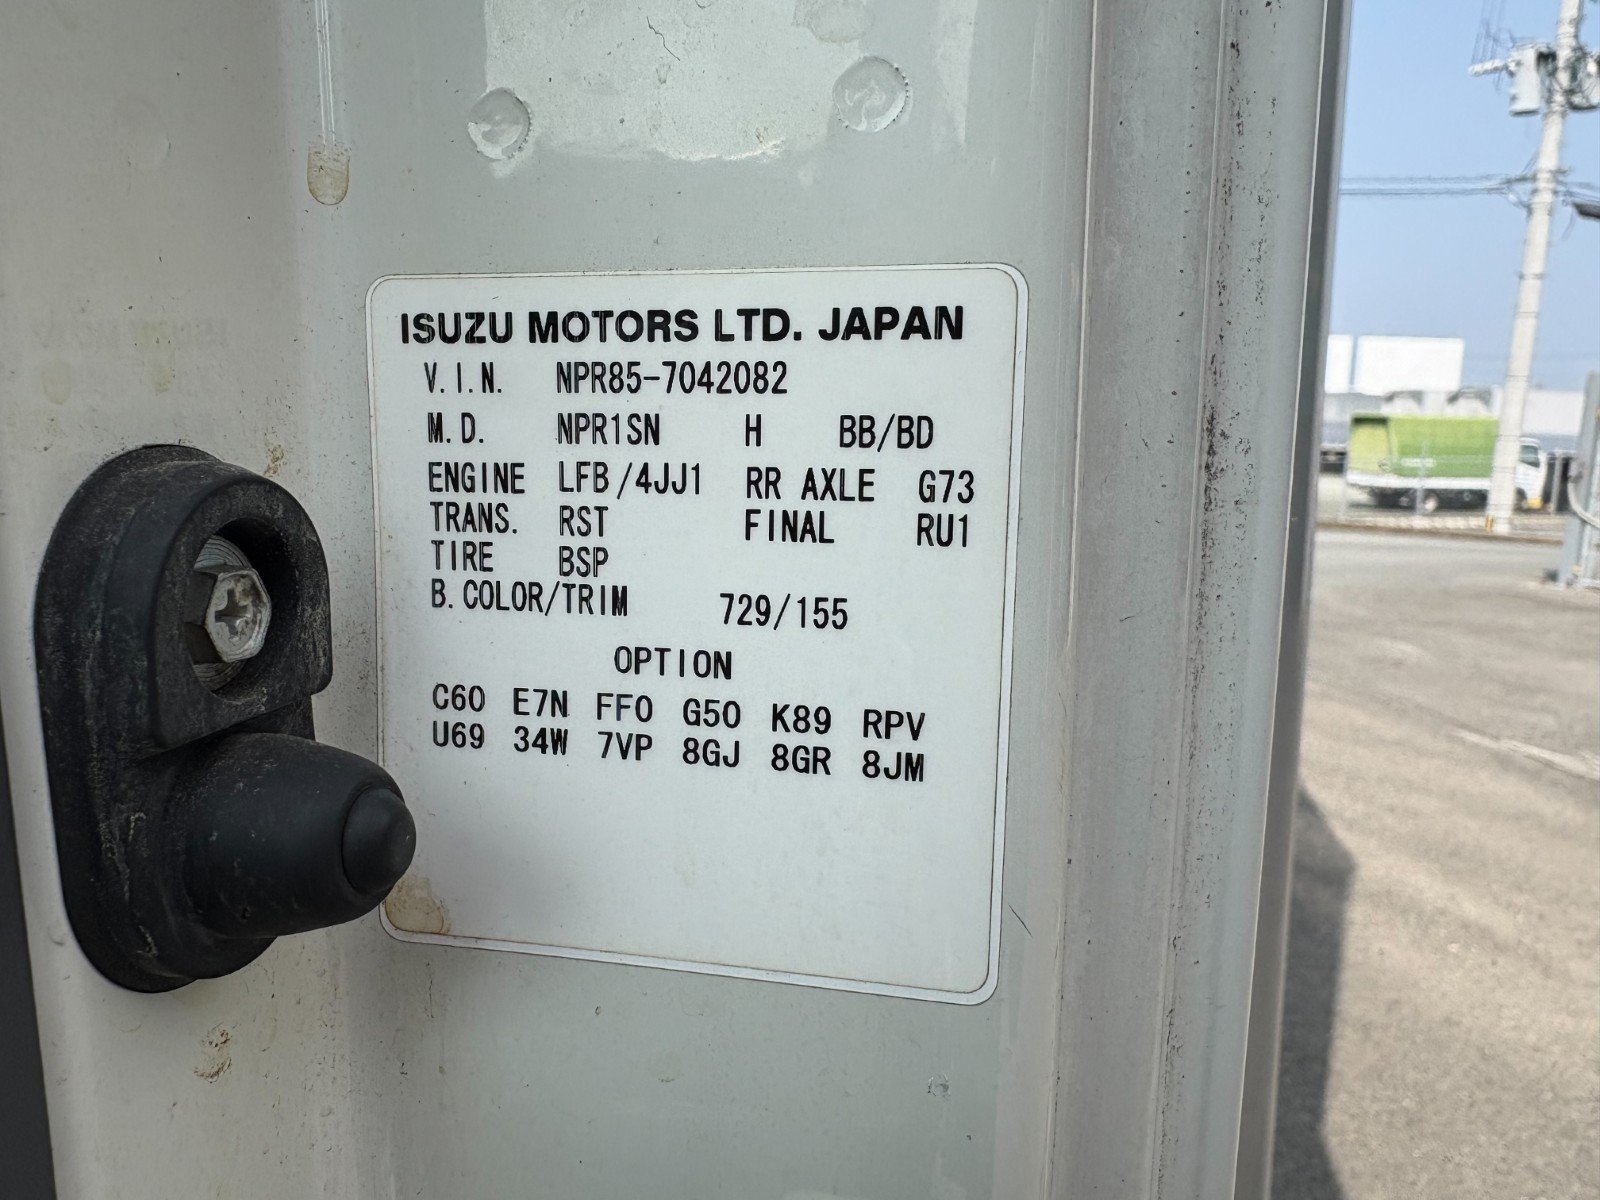 ISUZU MOTORS LTD. JAPAN
V.I.N. NPR85-7042082
M.D. NPR1SN H BB/BD
ENGINE LFB/4JJ1 RR AXLE G73
TRANS. RST FINAL RU1
TIRE BSP
B.COLOR/TRIM 729/155
OPTION
C60 E7N FF0 G50 K89 RPV
U69 34W 7VP 8GJ 8GR 8JM